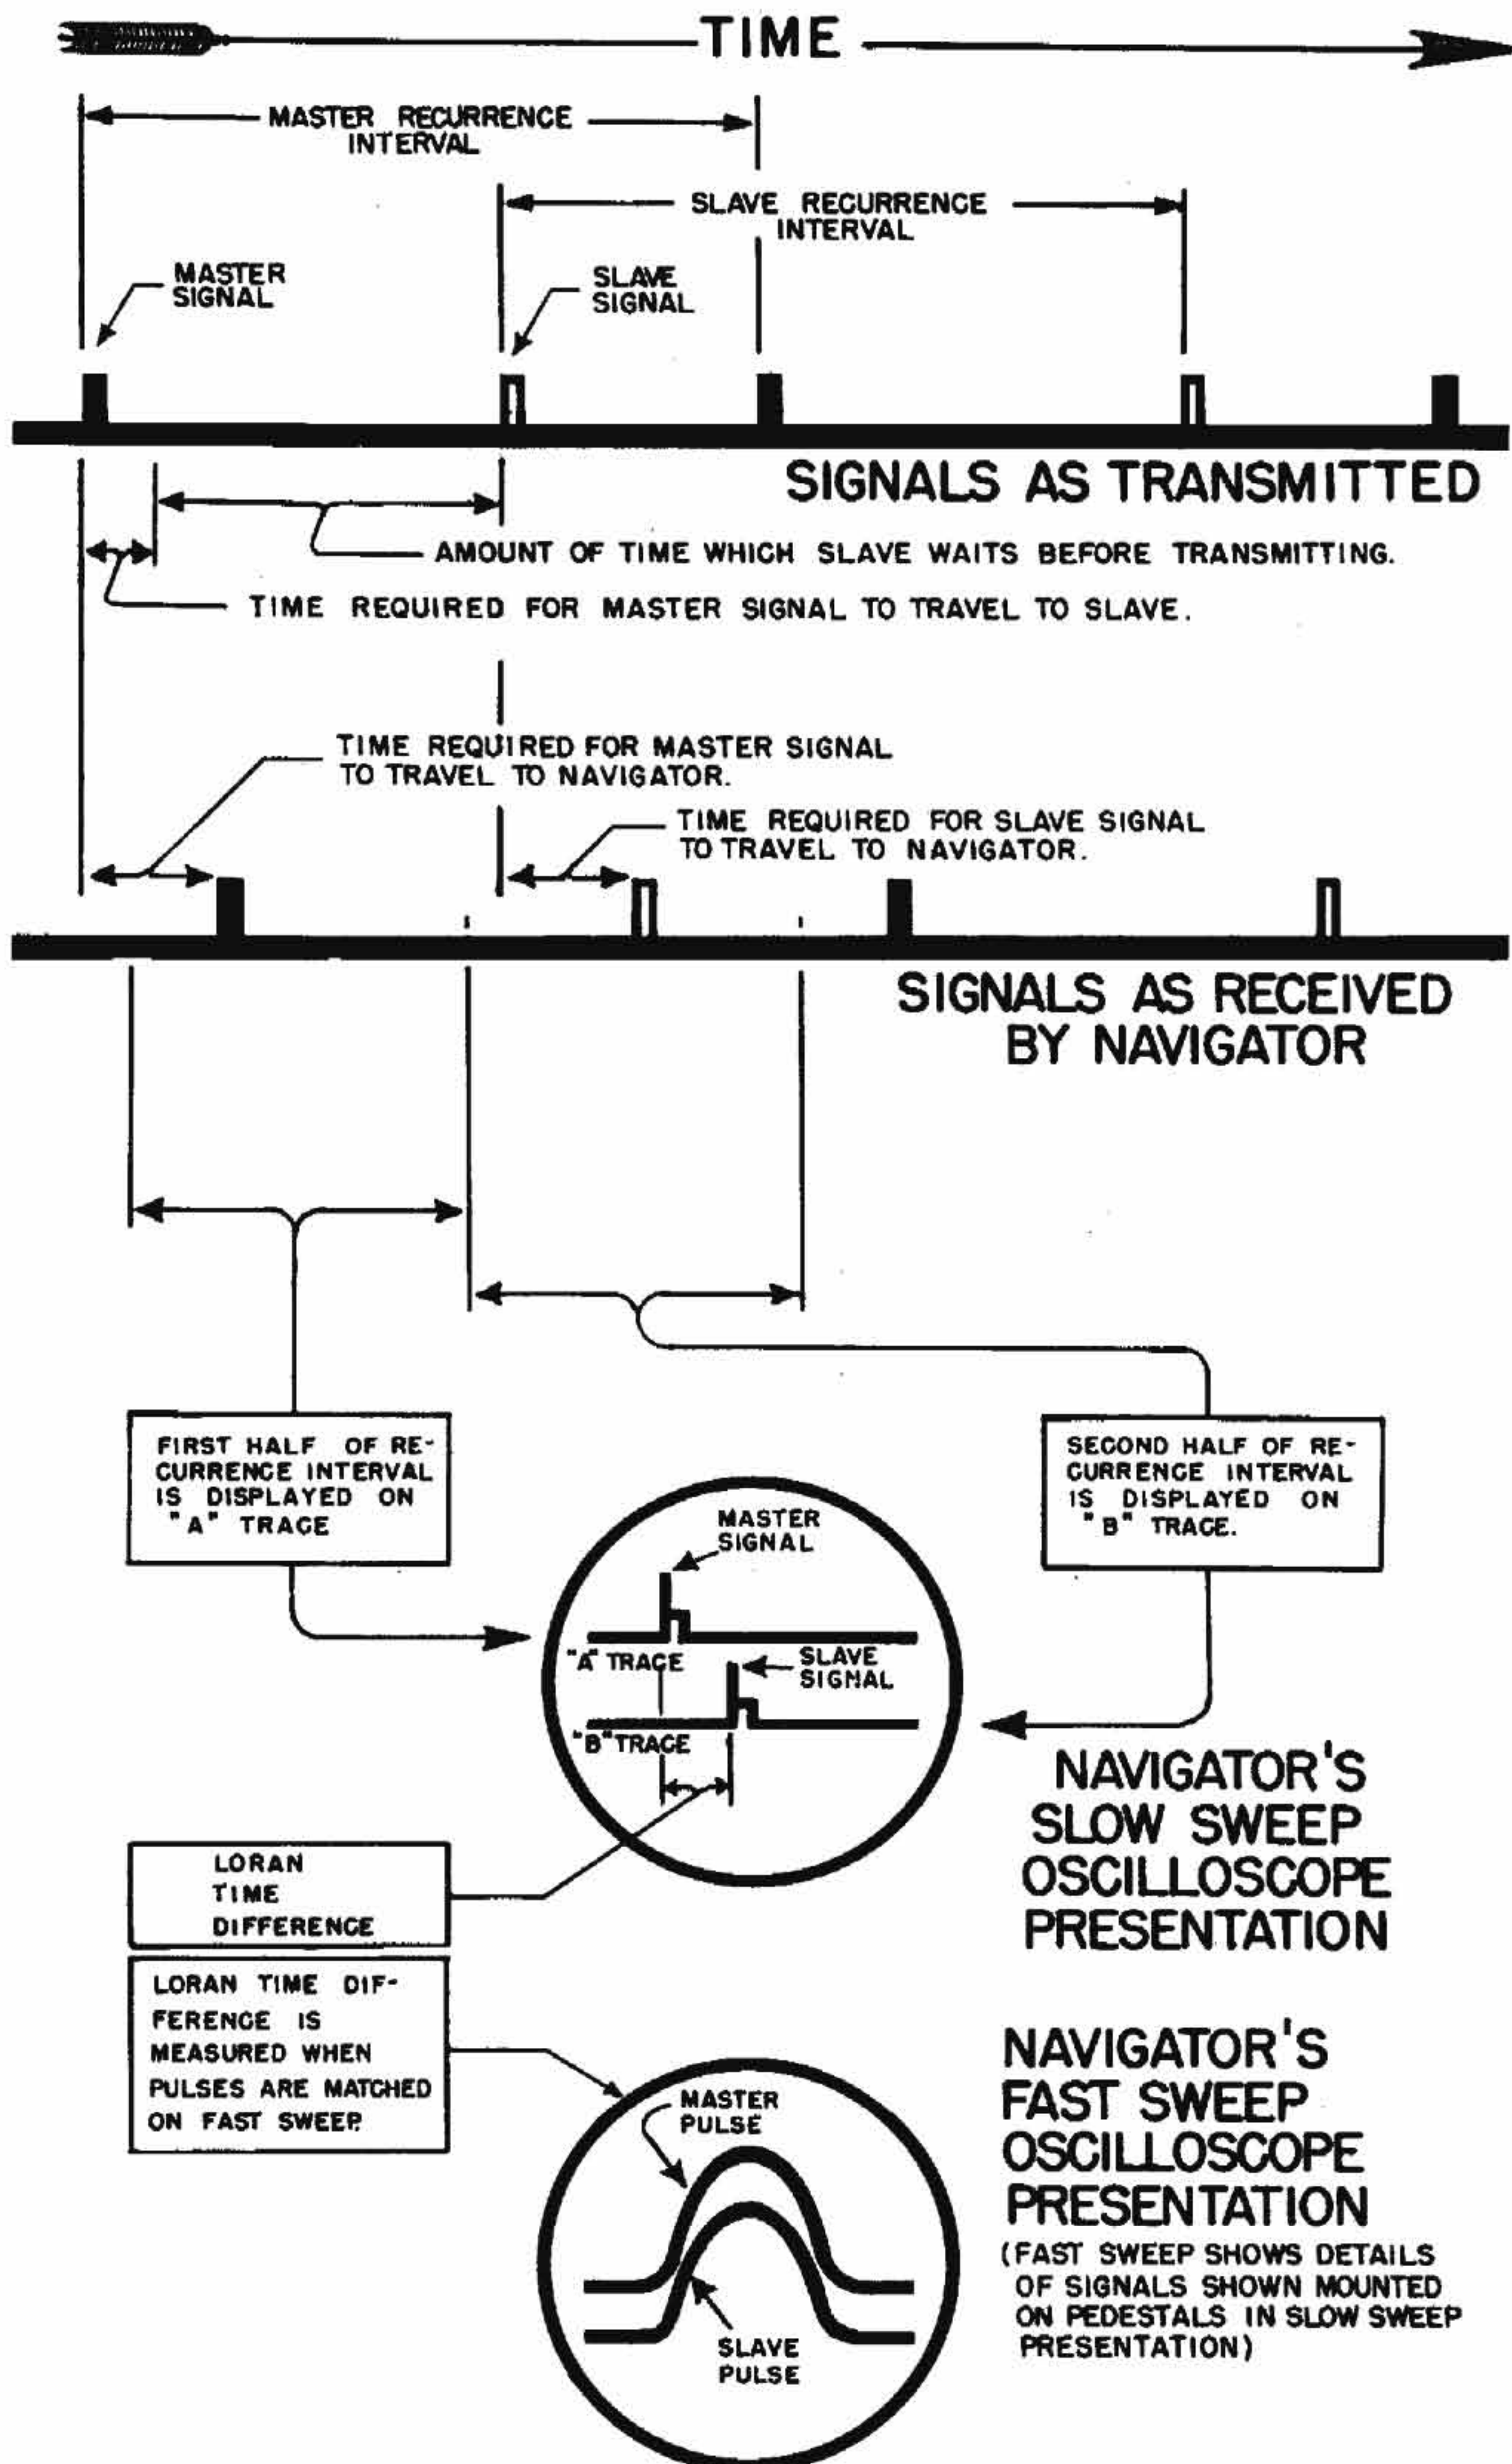 TIME
MASTER RECURRENCE
INTERVAL
SLAVE RECURRENCE
INTERVAL
MASTER
SIGNAL
SLAVE
SIGNAL
SIGNALS AS TRANSMITTED
AMOUNT OF TIME WHICH SLAVE WAITS BEFORE TRANSMITTING.
TIME REQUIRED FOR MASTER SIGNAL TO TRAVEL TO SLAVE.
TIME REQUIRED FOR MASTER SIGNAL
TO TRAVEL TO NAVIGATOR.
TIME REQUIRED FOR SLAVE SIGNAL
TO TRAVEL TO NAVIGATOR.
SIGNALS AS RECEIVED
BY NAVIGATOR
FIRST HALF OF RE-
CURRENCE INTERVAL
IS DISPLAYED ON
"A" TRACE
SECOND HALF OF RE-
CURRENCE INTERVAL
IS DISPLAYED ON
"B" TRACE.
MASTER
SIGNAL
"A" TRACE
SLAVE
SIGNAL
"B" TRACE
NAVIGATOR'S
SLOW SWEEP
OSCILLOSCOPE
PRESENTATION
LORAN
TIME
DIFFERENCE
LORAN TIME DIF-
FERENCE IS
MEASURED WHEN
PULSES ARE MATCHED
ON FAST SWEEP.
MASTER
PULSE
SLAVE
PULSE
NAVIGATOR'S
FAST SWEEP
OSCILLOSCOPE
PRESENTATION
(FAST SWEEP SHOWS DETAILS
OF SIGNALS SHOWN MOUNTED
ON PEDESTALS IN SLOW SWEEP
PRESENTATION)